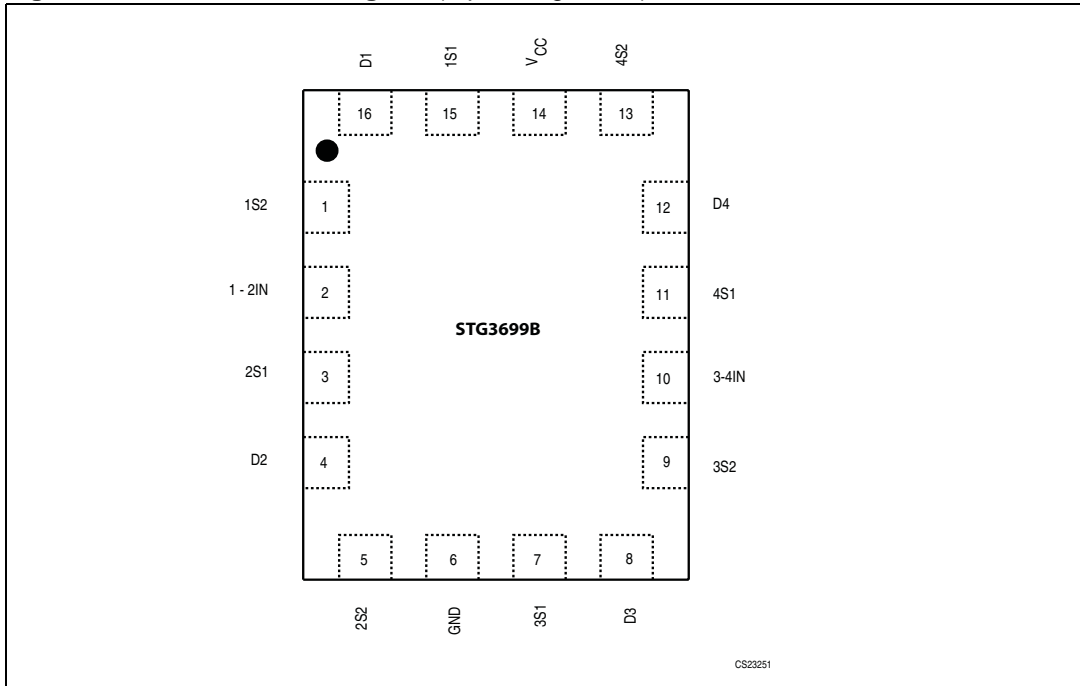 D1 1S1 VCC 4S2
16 15 14 13
1S2 1 12 D4
1 - 2IN 2 11 4S1
STG3699B
2S1 3 10 3-4IN
D2 4 9 3S2
5 6 7 8
2S2 GND 3S1 D3
CS23251